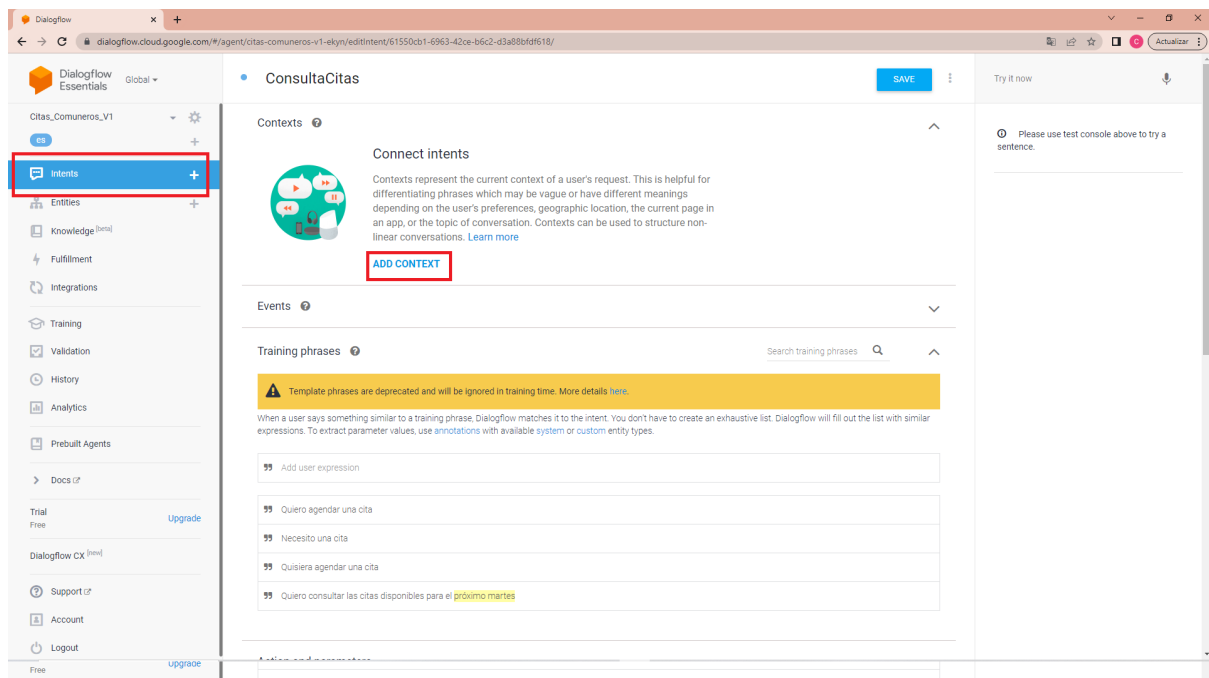 Dialogflow
dialogflow.cloud.google.com/#/agent/citas-comuneros-v1-ekyn/editIntent/61550cb1-6963-42ce-b6c2-d3a88bfdf618/
C
Actualizar
Dialogflow
Essentials
Global
Citas_Comuneros_V1
es
Intents
Entities
Knowledge [beta]
Fulfillment
Integrations
Training
Validation
History
Analytics
Prebuilt Agents
Docs
Trial
Free
Upgrade
Dialogflow CX [new]
Support
Account
Logout
Free
Upgrade
ConsultaCitas
SAVE
Contexts
Connect intents
Contexts represent the current context of a user's request. This is helpful for
differentiating phrases which may be vague or have different meanings
depending on the user's preferences, geographic location, the current page in
an app, or the topic of conversation. Contexts can be used to structure non-
linear conversations. Learn more
ADD CONTEXT
Events
Training phrases
Search training phrases
Template phrases are deprecated and will be ignored in training time. More details here.
When a user says something similar to a training phrase, Dialogflow matches it to the intent. You don't have to create an exhaustive list. Dialogflow will fill out the list with similar
expressions. To extract parameter values, use annotations with available system or custom entity types.
Add user expression
Quiero agendar una cita
Necesito una cita
Quisiera agendar una cita
Quiero consultar las citas disponibles para el próximo martes
Action and parameters
Try it now
Please use test console above to try a
sentence.